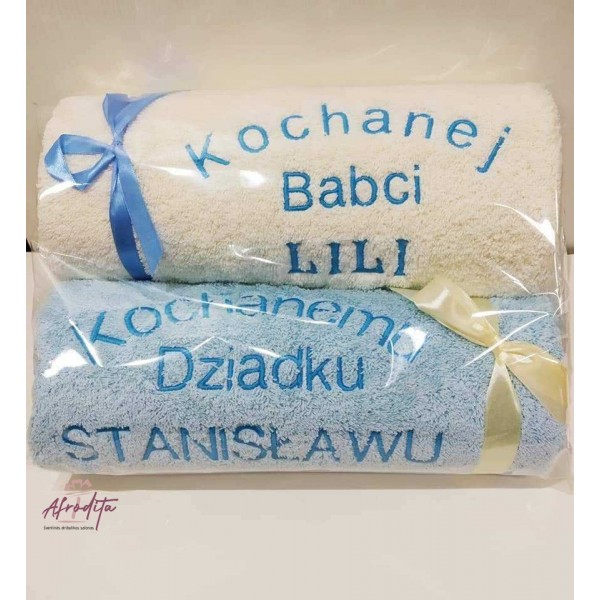 Kochanej
Babci
LILI
Kochanemu
Dziadku
STANISŁAWU
Afrodita